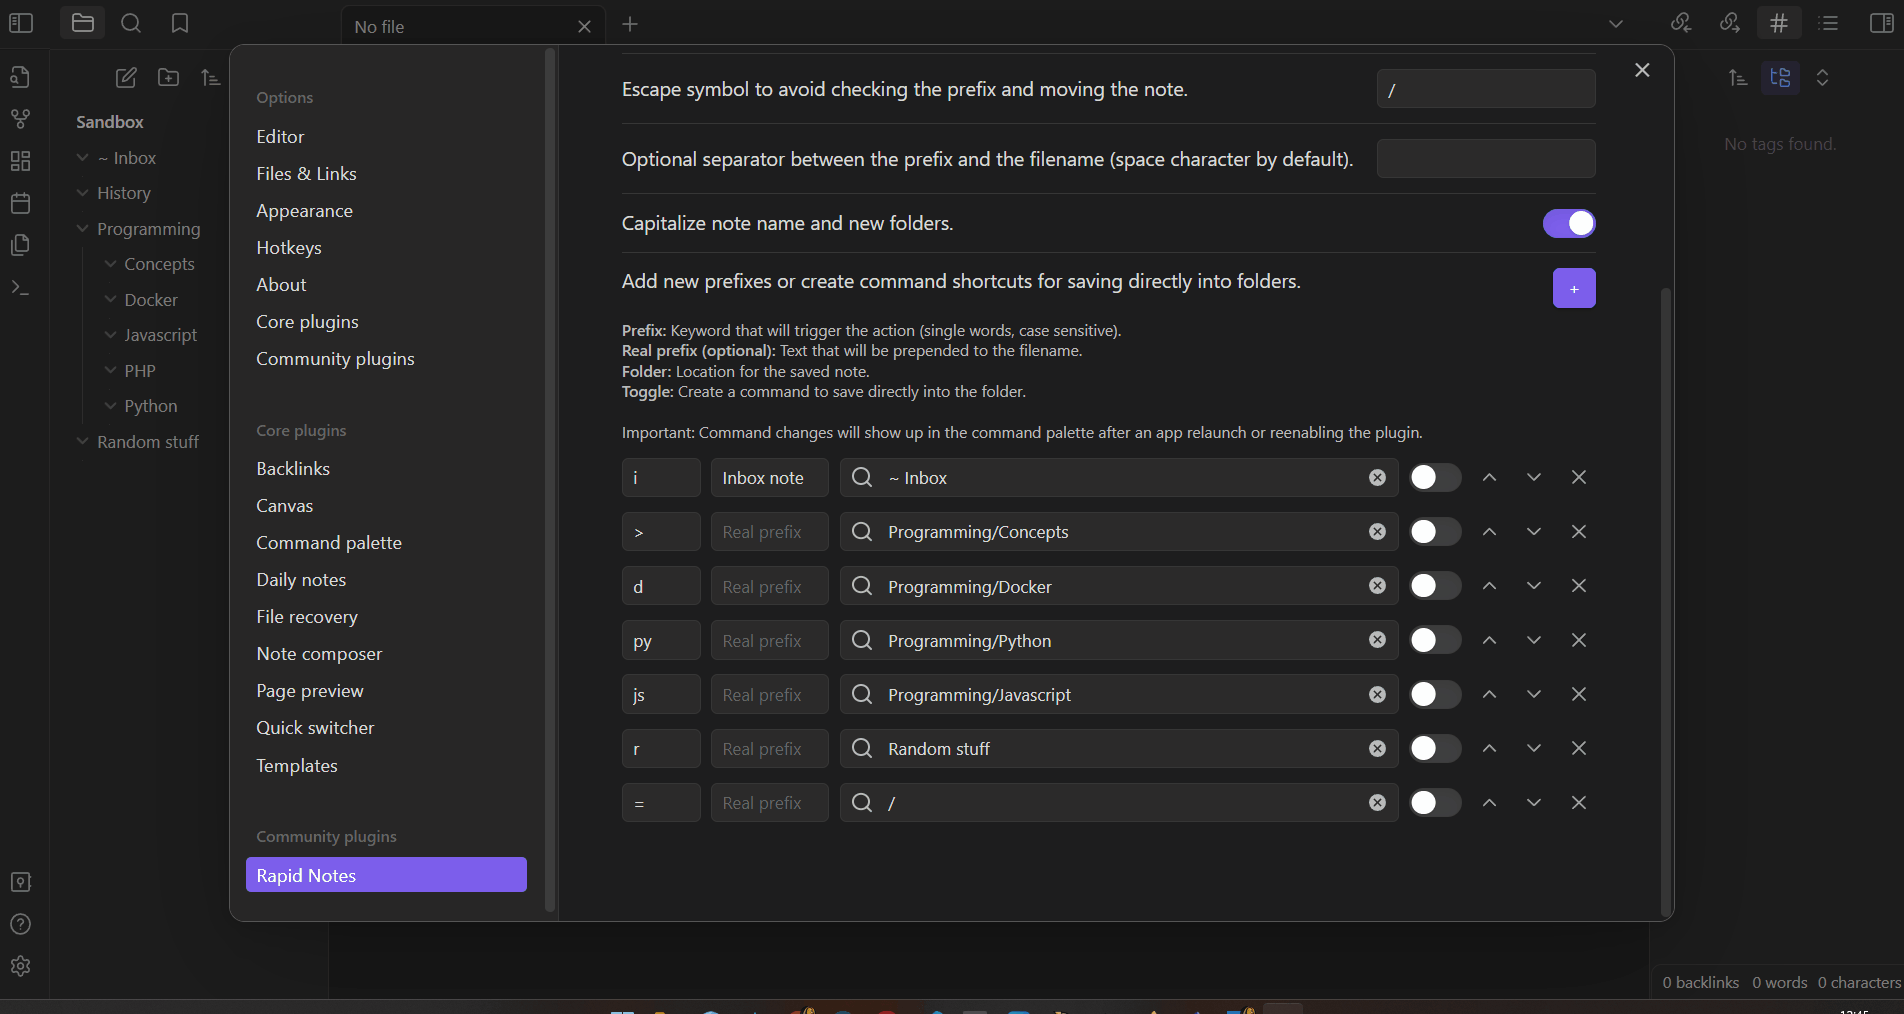 No file
Sandbox
~ Inbox
History
Programming
Concepts
Docker
Javascript
PHP
Python
Random stuff
Options
Editor
Files & Links
Appearance
Hotkeys
About
Core plugins
Community plugins
Core plugins
Backlinks
Canvas
Command palette
Daily notes
File recovery
Note composer
Page preview
Quick switcher
Templates
Community plugins
Rapid Notes
Escape symbol to avoid checking the prefix and moving the note. /
Optional separator between the prefix and the filename (space character by default).
Capitalize note name and new folders.
Add new prefixes or create command shortcuts for saving directly into folders. +
Prefix: Keyword that will trigger the action (single words, case sensitive).
Real prefix (optional): Text that will be prepended to the filename.
Folder: Location for the saved note.
Toggle: Create a command to save directly into the folder.
Important: Command changes will show up in the command palette after an app relaunch or reenabling the plugin.
i Inbox note ~ Inbox
> Real prefix Programming/Concepts
d Real prefix Programming/Docker
py Real prefix Programming/Python
js Real prefix Programming/Javascript
r Real prefix Random stuff
= Real prefix /
No tags found.
0 backlinks 0 words 0 characters